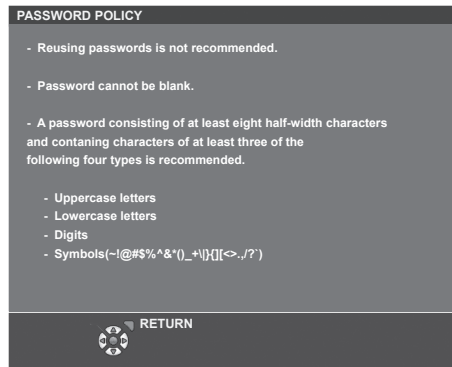 PASSWORD POLICY
- Reusing passwords is not recommended.
- Password cannot be blank.
- A password consisting of at least eight half-width characters
and contaning characters of at least three of the
following four types is recommended.
- Uppercase letters
- Lowercase letters
- Digits
- Symbols(~!@#$%^&*()_+\|}{][<>.,/?`)
RETURN